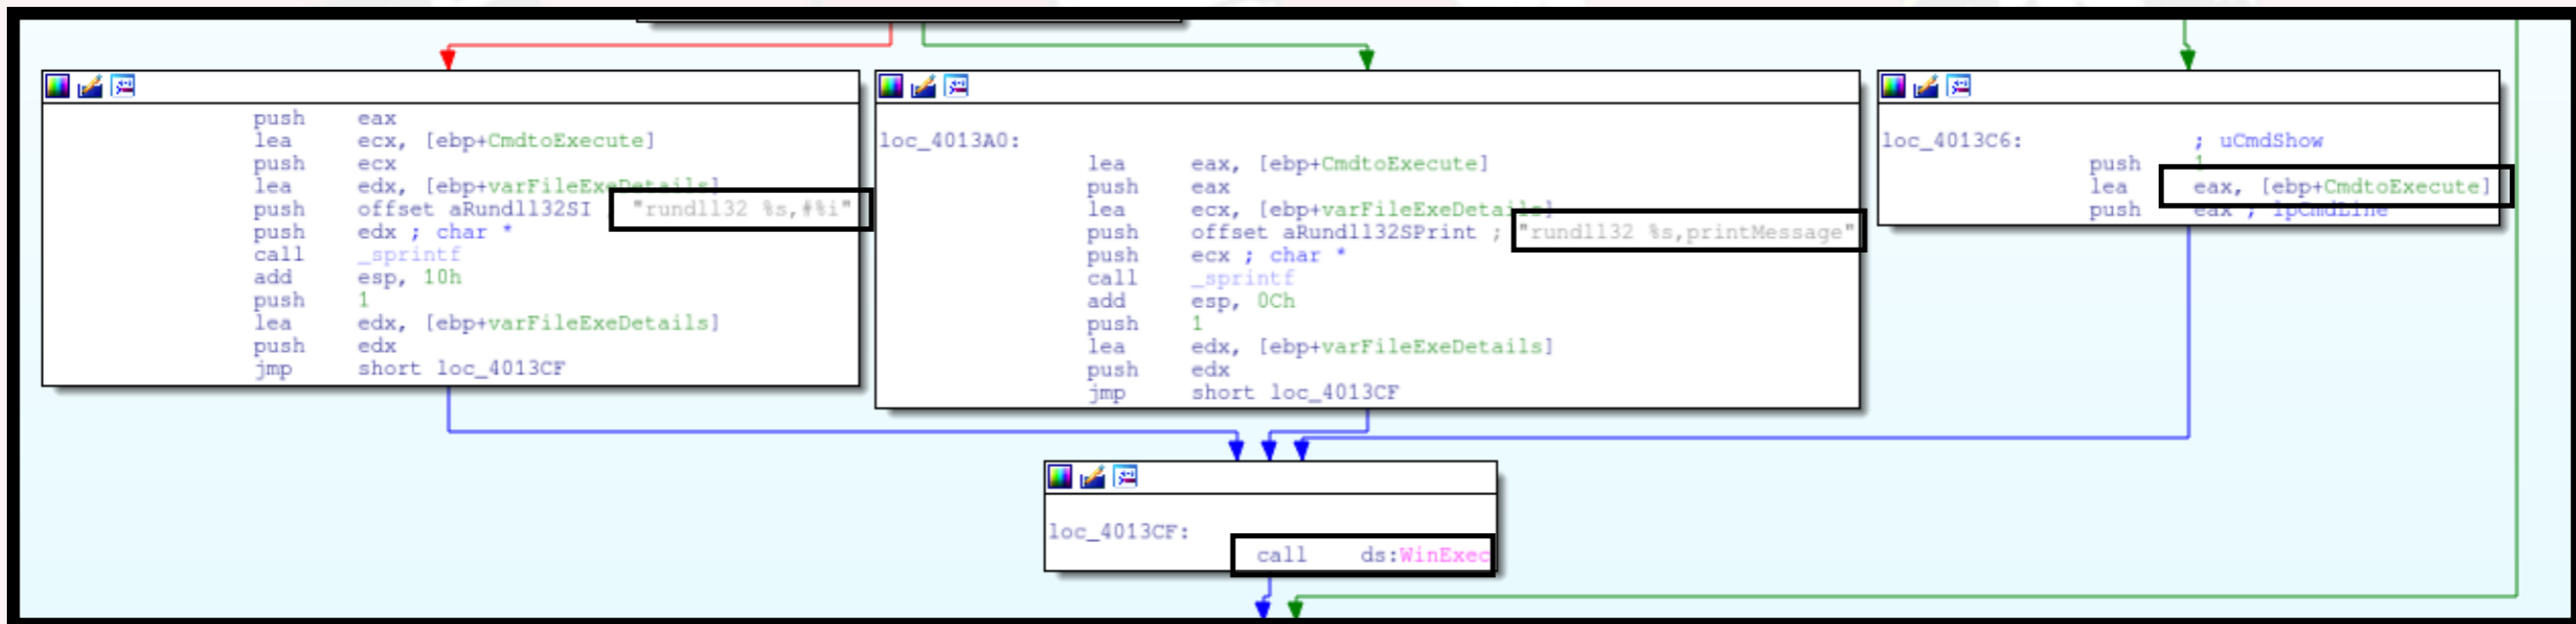 push eax
lea ecx, [ebp+CmdtoExecute]
push ecx
lea edx, [ebp+varFileExeDetails]
push offset aRundll32SI "rundll32 %s,#%i"
push edx ; char *
call _sprintf
add esp, 10h
push 1
lea edx, [ebp+varFileExeDetails]
push edx
jmp short loc_4013CF
loc_4013A0:
lea eax, [ebp+CmdtoExecute]
push eax
lea ecx, [ebp+varFileExeDetails]
push offset aRundll32SPrint ; "rundll32 %s,printMessage"
push ecx ; char *
call _sprintf
add esp, 0Ch
push 1
lea edx, [ebp+varFileExeDetails]
push edx
jmp short loc_4013CF
loc_4013C6: ; uCmdShow
push 1
lea eax, [ebp+CmdtoExecute]
push eax ; lpCmdLine
loc_4013CF:
call ds:WinExec